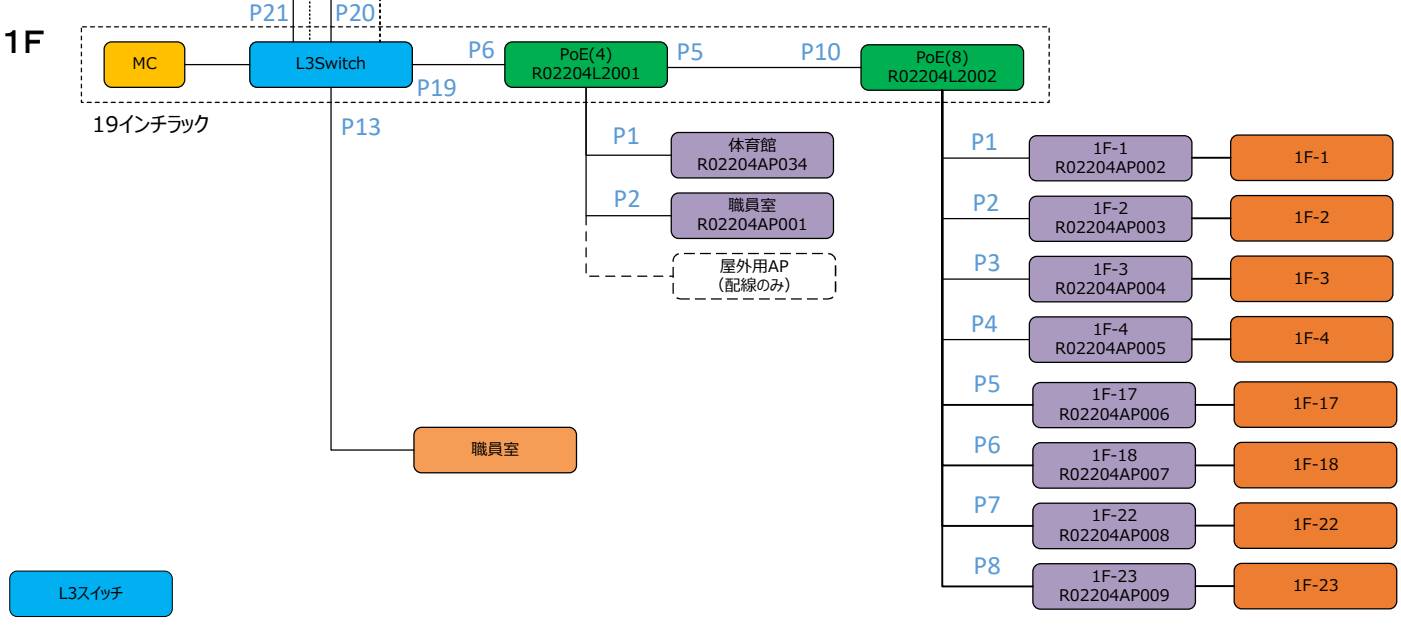 P21
P20
1F
MC
L3Switch
P6
PoE(4)
R02204L2001
P5
P10
PoE(8)
R02204L2002
P19
19インチラック
P13
P1
体育館
R02204AP034
P2
職員室
R02204AP001
屋外用AP
(配線のみ)
P1
1F-1
R02204AP002
1F-1
P2
1F-2
R02204AP003
1F-2
P3
1F-3
R02204AP004
1F-3
P4
1F-4
R02204AP005
1F-4
P5
1F-17
R02204AP006
1F-17
職員室
P6
1F-18
R02204AP007
1F-18
P7
1F-22
R02204AP008
1F-22
P8
1F-23
R02204AP009
1F-23
L3スイッチ